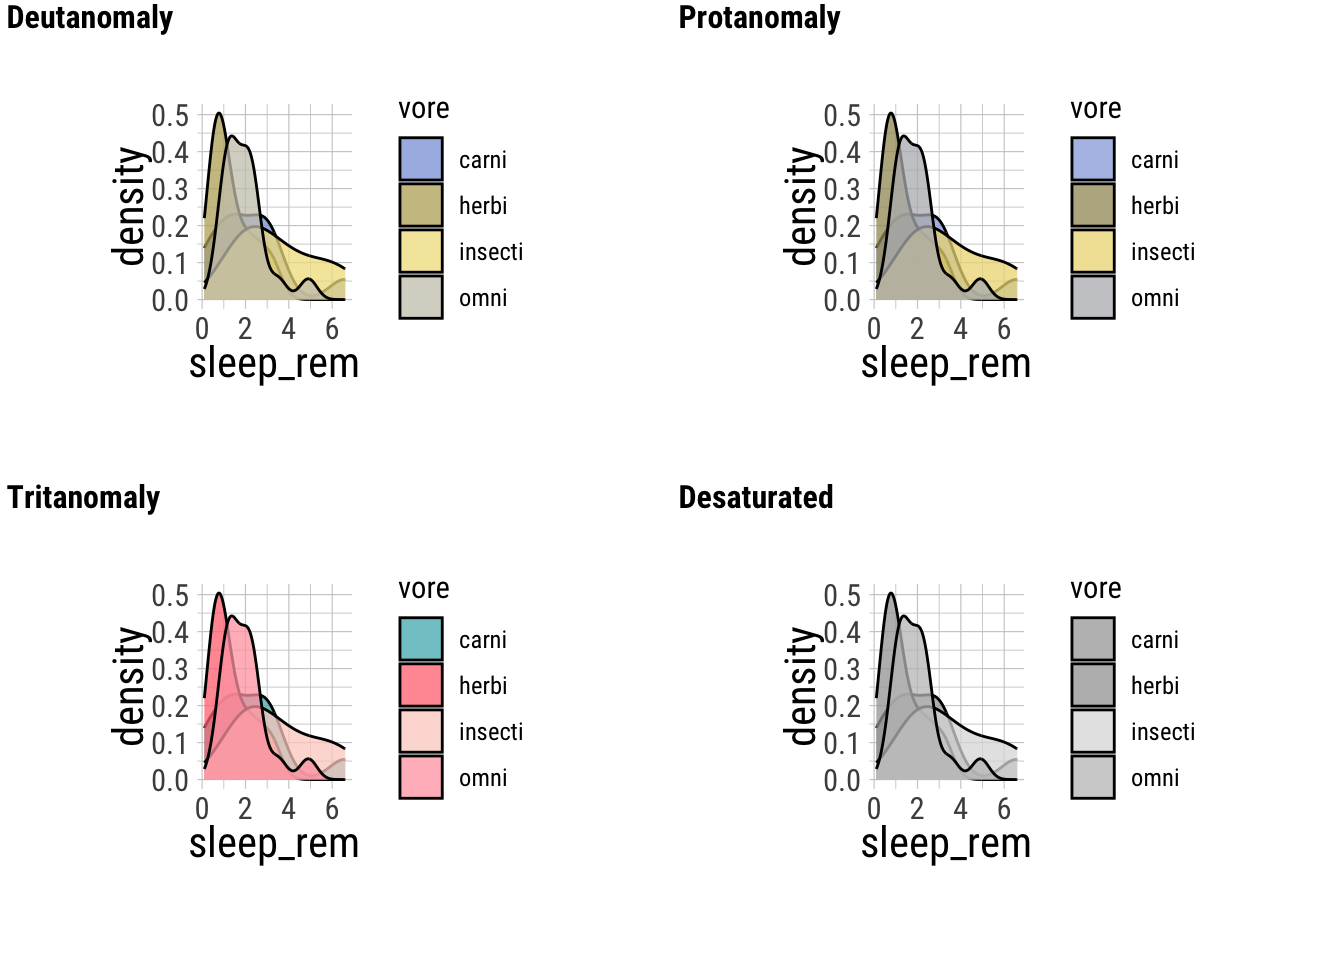 Deutanomaly
vore
0.5
0.4
0.3
0.2
0.1
0.0
density
carni
herbi
insecti
omni
0 2 4 6
sleep_rem
Protanomaly
vore
0.5
0.4
0.3
0.2
0.1
0.0
density
carni
herbi
insecti
omni
0 2 4 6
sleep_rem
Tritanomaly
vore
0.5
0.4
0.3
0.2
0.1
0.0
density
carni
herbi
insecti
omni
0 2 4 6
sleep_rem
Desaturated
vore
0.5
0.4
0.3
0.2
0.1
0.0
density
carni
herbi
insecti
omni
0 2 4 6
sleep_rem